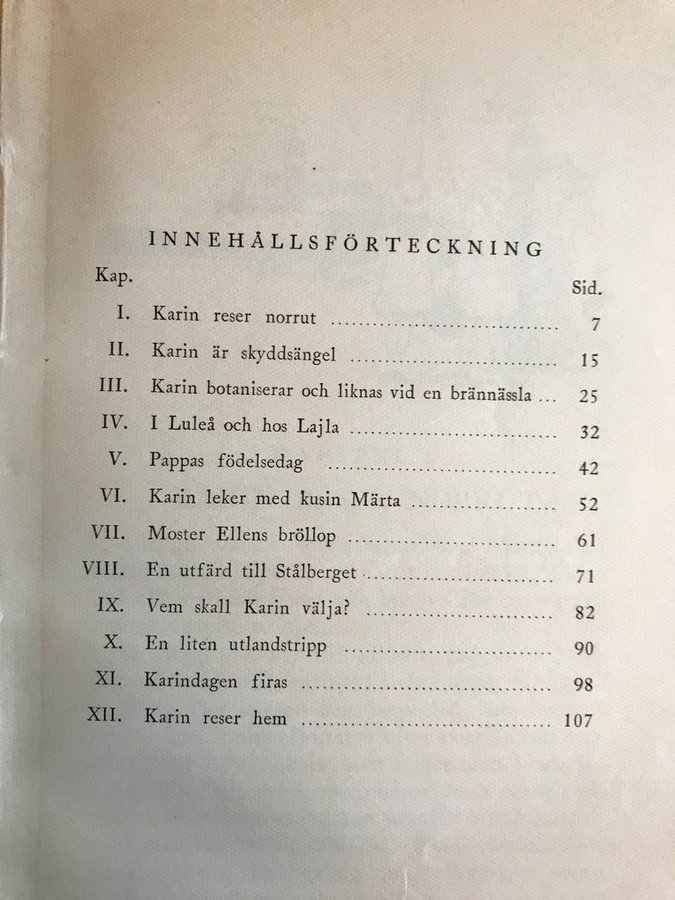 INNEHÅLLSFÖRTECKNING
Kap. Sid.
I. Karin reser norrut ................................. 7
II. Karin är skyddsängel .............................. 15
III. Karin botaniserar och liknas vid en brännässla ... 25
IV. I Luleå och hos Lajla .............................. 32
V. Pappas födelsedag ................................. 42
VI. Karin leker med kusin Märta ..................... 52
VII. Moster Ellens bröllop .............................. 61
VIII. En utfärd till Stålberget ........................... 71
IX. Vem skall Karin välja? ........................... 82
X. En liten utlandstripp .............................. 90
XI. Karindagen firas .................................... 98
XII. Karin reser hem .................................... 107